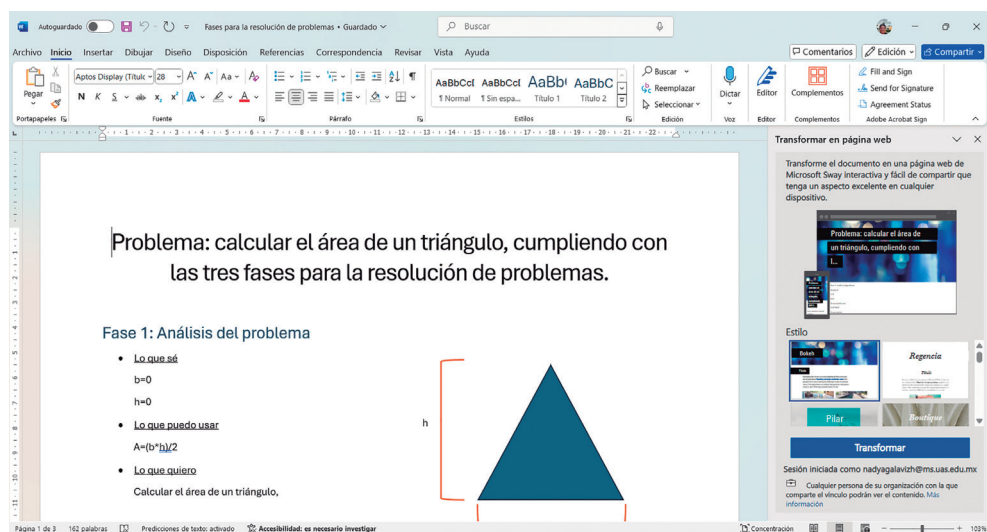 Autoguardado
Fases para la resolución de problemas • Guardado
Buscar
Archivo Inicio Insertar Dibujar Diseño Disposición Referencias Correspondencia Revisar Vista Ayuda
Comentarios Edición Compartir
Pegar
Portapapeles
Aptos Display (Títulc 28 A A Aa A
N K S ab x₂ x² A A
Fuente
Párrafo
AaBbCcI AaBbCcI AaBb( AaBbC
¶ Normal ¶ Sin espa... Título 1 Título 2
Estilos
Buscar
Reemplazar
Seleccionar
Edición
Dictar
Voz
Editor
Editor
Complementos
Complementos
Fill and Sign
Send for Signature
Agreement Status
Adobe Acrobat Sign
Problema: calcular el área de un triángulo, cumpliendo con
las tres fases para la resolución de problemas.
Fase 1: Análisis del problema
• Lo que sé
b=0
h=0
• Lo que puedo usar
A=(b*h)/2
• Lo que quiero
Calcular el área de un triángulo,
h
Transformar en página web
Transforme el documento en una página web de
Microsoft Sway interactiva y fácil de compartir que
tenga un aspecto excelente en cualquier
dispositivo.
Problema: calcular el área de
un triángulo, cumpliendo con
l...
Estilo
Bokeh
Regencia
Pilar
Boutique
Transformar
Sesión iniciada como nadyagalavizh@ms.uas.edu.mx
Cualquier persona de su organización con la que
comparte el vínculo podrán ver el contenido. Más
información
Página 1 de 3 162 palabras Predicciones de texto: activado Accesibilidad: es necesario investigar
Concentración 103%